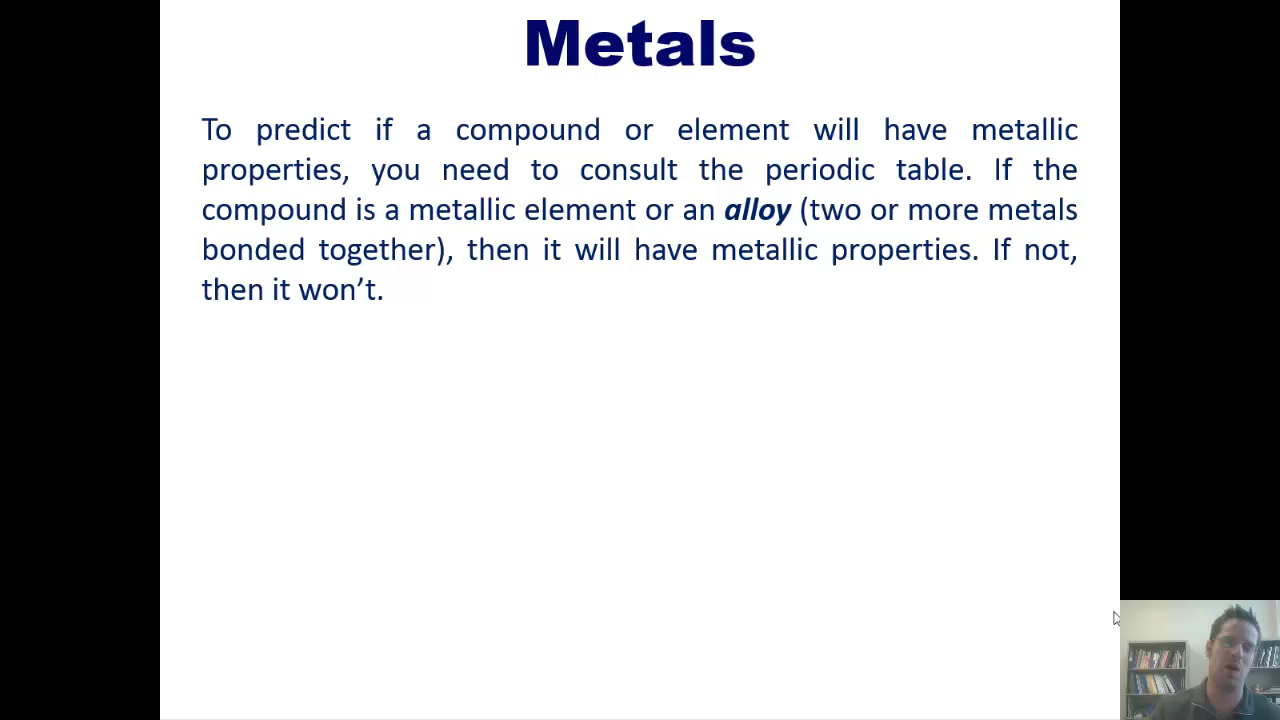 Metals
To predict if a compound or element will have metallic
properties, you need to consult the periodic table. If the
compound is a metallic element or an alloy (two or more metals
bonded together), then it will have metallic properties. If not,
then it won’t.